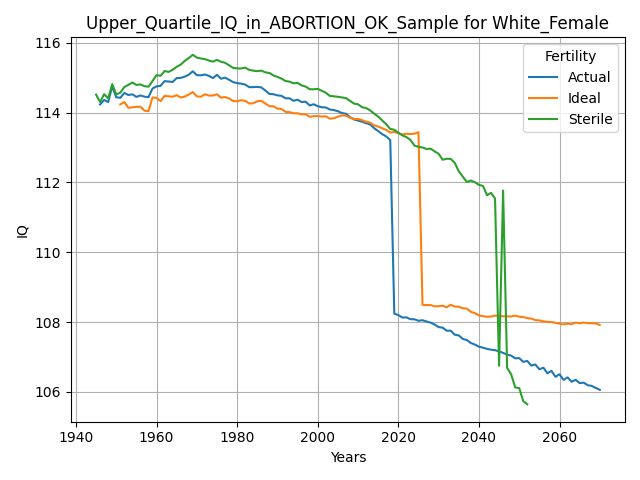 Upper_Quartile_IQ_in_ABORTION_OK_Sample for White_Female
Fertility
Actual
Ideal
Sterile
116
114
112
110
108
106
IQ
1940
1960
1980
2000
2020
2040
2060
Years